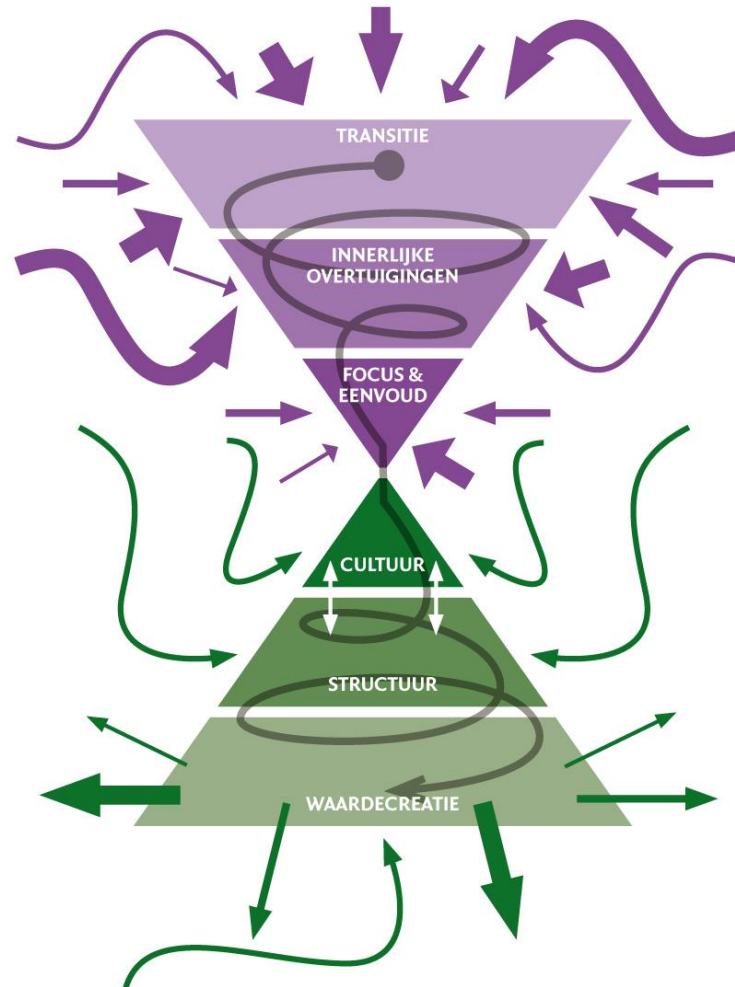 TRANSITIE
INNERLIJKE
OVERTUIGINGEN
FOCUS &
EENVOUD
CULTUUR
STRUCTUUR
WAARDECREATIE